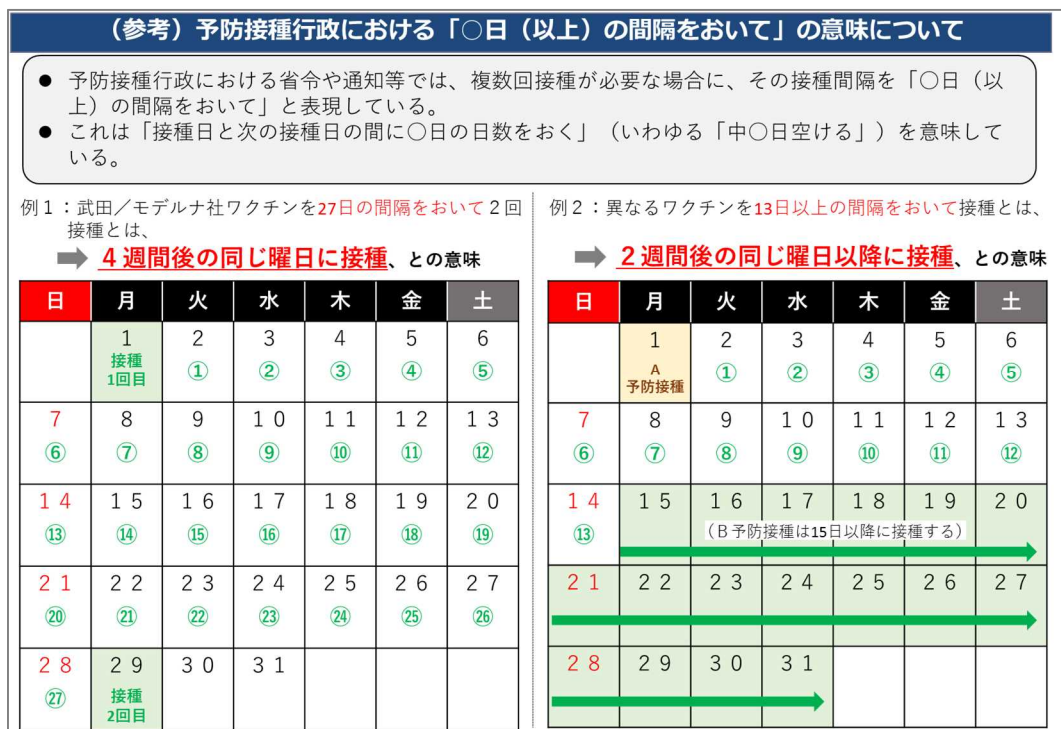 （参考）予防接種行政における「○日（以上）の間隔をおいて」の意味について
● 予防接種行政における省令や通知等では、複数回接種が必要な場合に、その接種間隔を「○日（以
上）の間隔をおいて」と表現している。
● これは「接種日と次の接種日の間に○日の日数をおく」（いわゆる「中○日空ける」）を意味して
いる。
例１：武田／モデルナ社ワクチンを27日の間隔をおいて２回
接種とは、
４週間後の同じ曜日に接種、との意味
日 月 火 水 木 金 土
1 2 3 4 5 6
接種
1回目 ① ② ③ ④ ⑤
7 8 9 10 11 12 13
⑥ ⑦ ⑧ ⑨ ⑩ ⑪ ⑫
14 15 16 17 18 19 20
⑬ ⑭ ⑮ ⑯ ⑰ ⑱ ⑲
21 22 23 24 25 26 27
⑳ ㉑ ㉒ ㉓ ㉔ ㉕ ㉖
28 29 30 31
㉗ 接種
2回目
例２：異なるワクチンを13日以上の間隔をおいて接種とは、
２週間後の同じ曜日以降に接種、との意味
日 月 火 水 木 金 土
1 2 3 4 5 6
A
予防接種 ① ② ③ ④ ⑤
7 8 9 10 11 12 13
⑥ ⑦ ⑧ ⑨ ⑩ ⑪ ⑫
14 15 16 17 18 19 20
⑬ （Ｂ予防接種は15日以降に接種する）
21 22 23 24 25 26 27
28 29 30 31